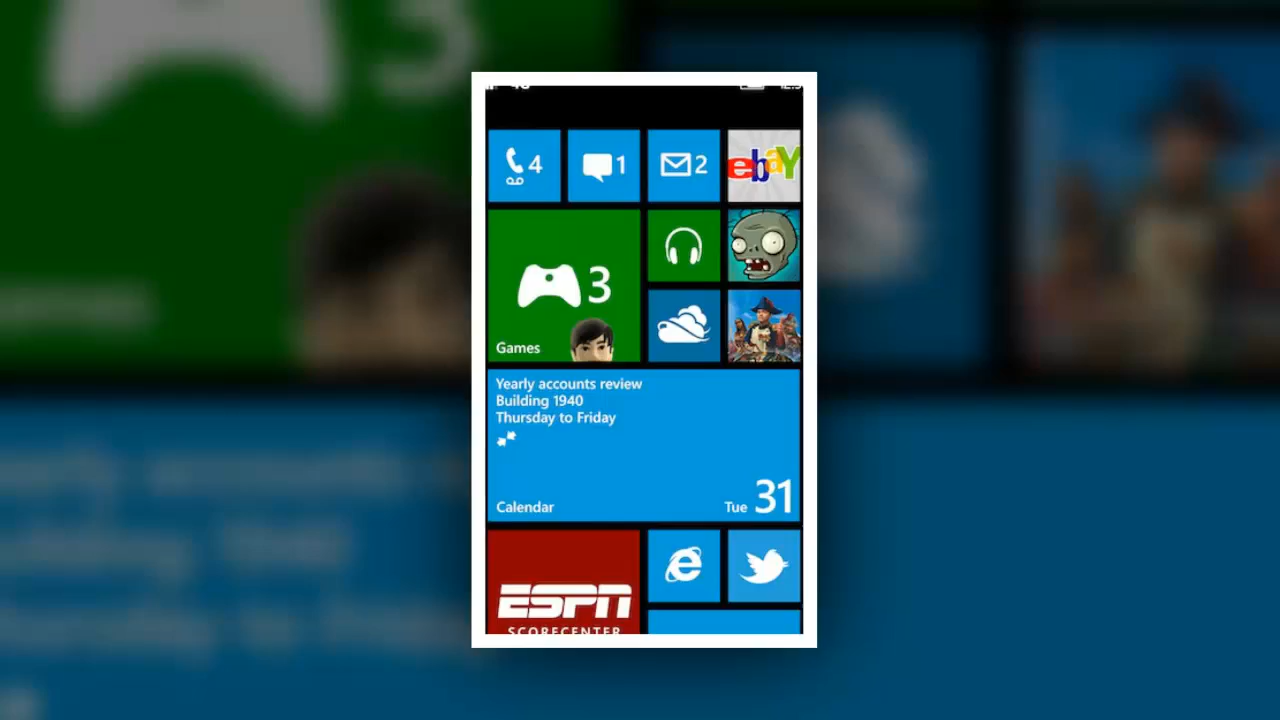 4
1
2
ebaY
3
Games
Yearly accounts review
Building 1940
Thursday to Friday
Calendar
Tue 31
ESPN
SCORECENTER